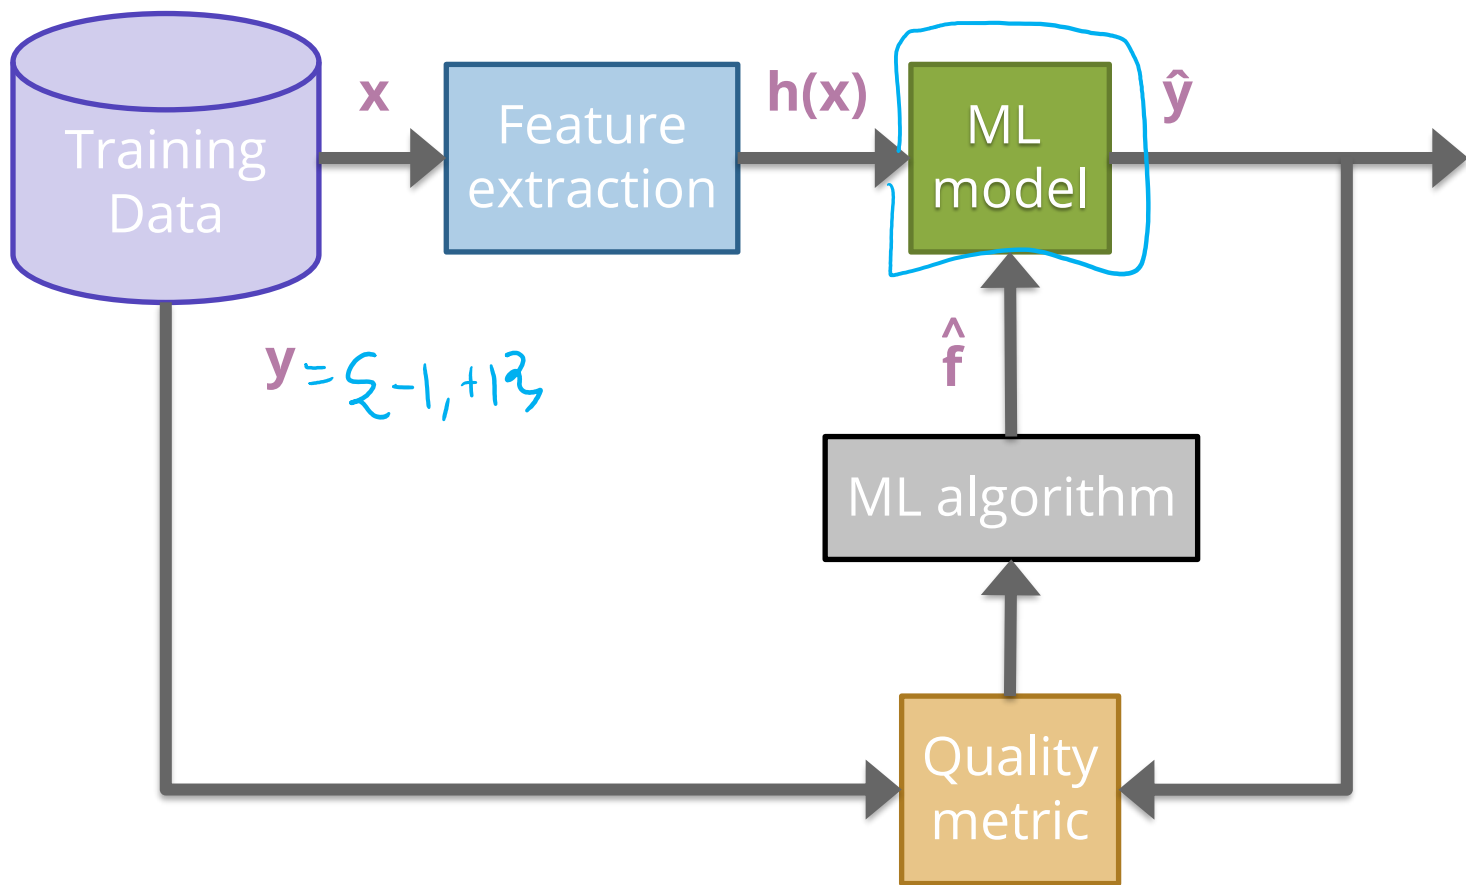 Training
Data
x
Feature
extraction
h(x)
ML
model
ŷ
y = {-1, +1}
f̂
ML algorithm
Quality
metric